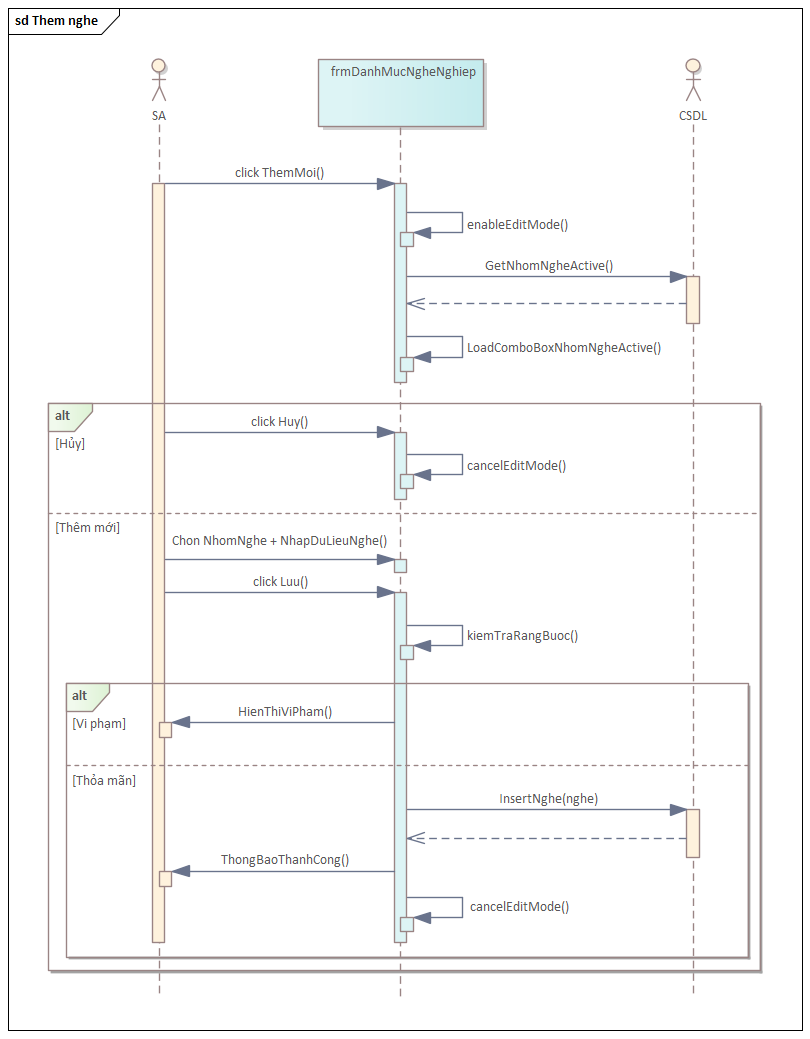 sd Them nghe
frmDanhMucNgheNghiep
SA
CSDL
click ThemMoi()
enableEditMode()
GetNhomNgheActive()
LoadComboBoxNhomNgheActive()
alt
click Huy()
[Hủy]
cancelEditMode()
[Thêm mới]
Chon NhomNghe + NhapDuLieuNghe()
click Luu()
kiemTraRangBuoc()
alt
HienThiViPham()
[Vi phạm]
[Thỏa mãn]
InsertNghe(nghe)
ThongBaoThanhCong()
cancelEditMode()